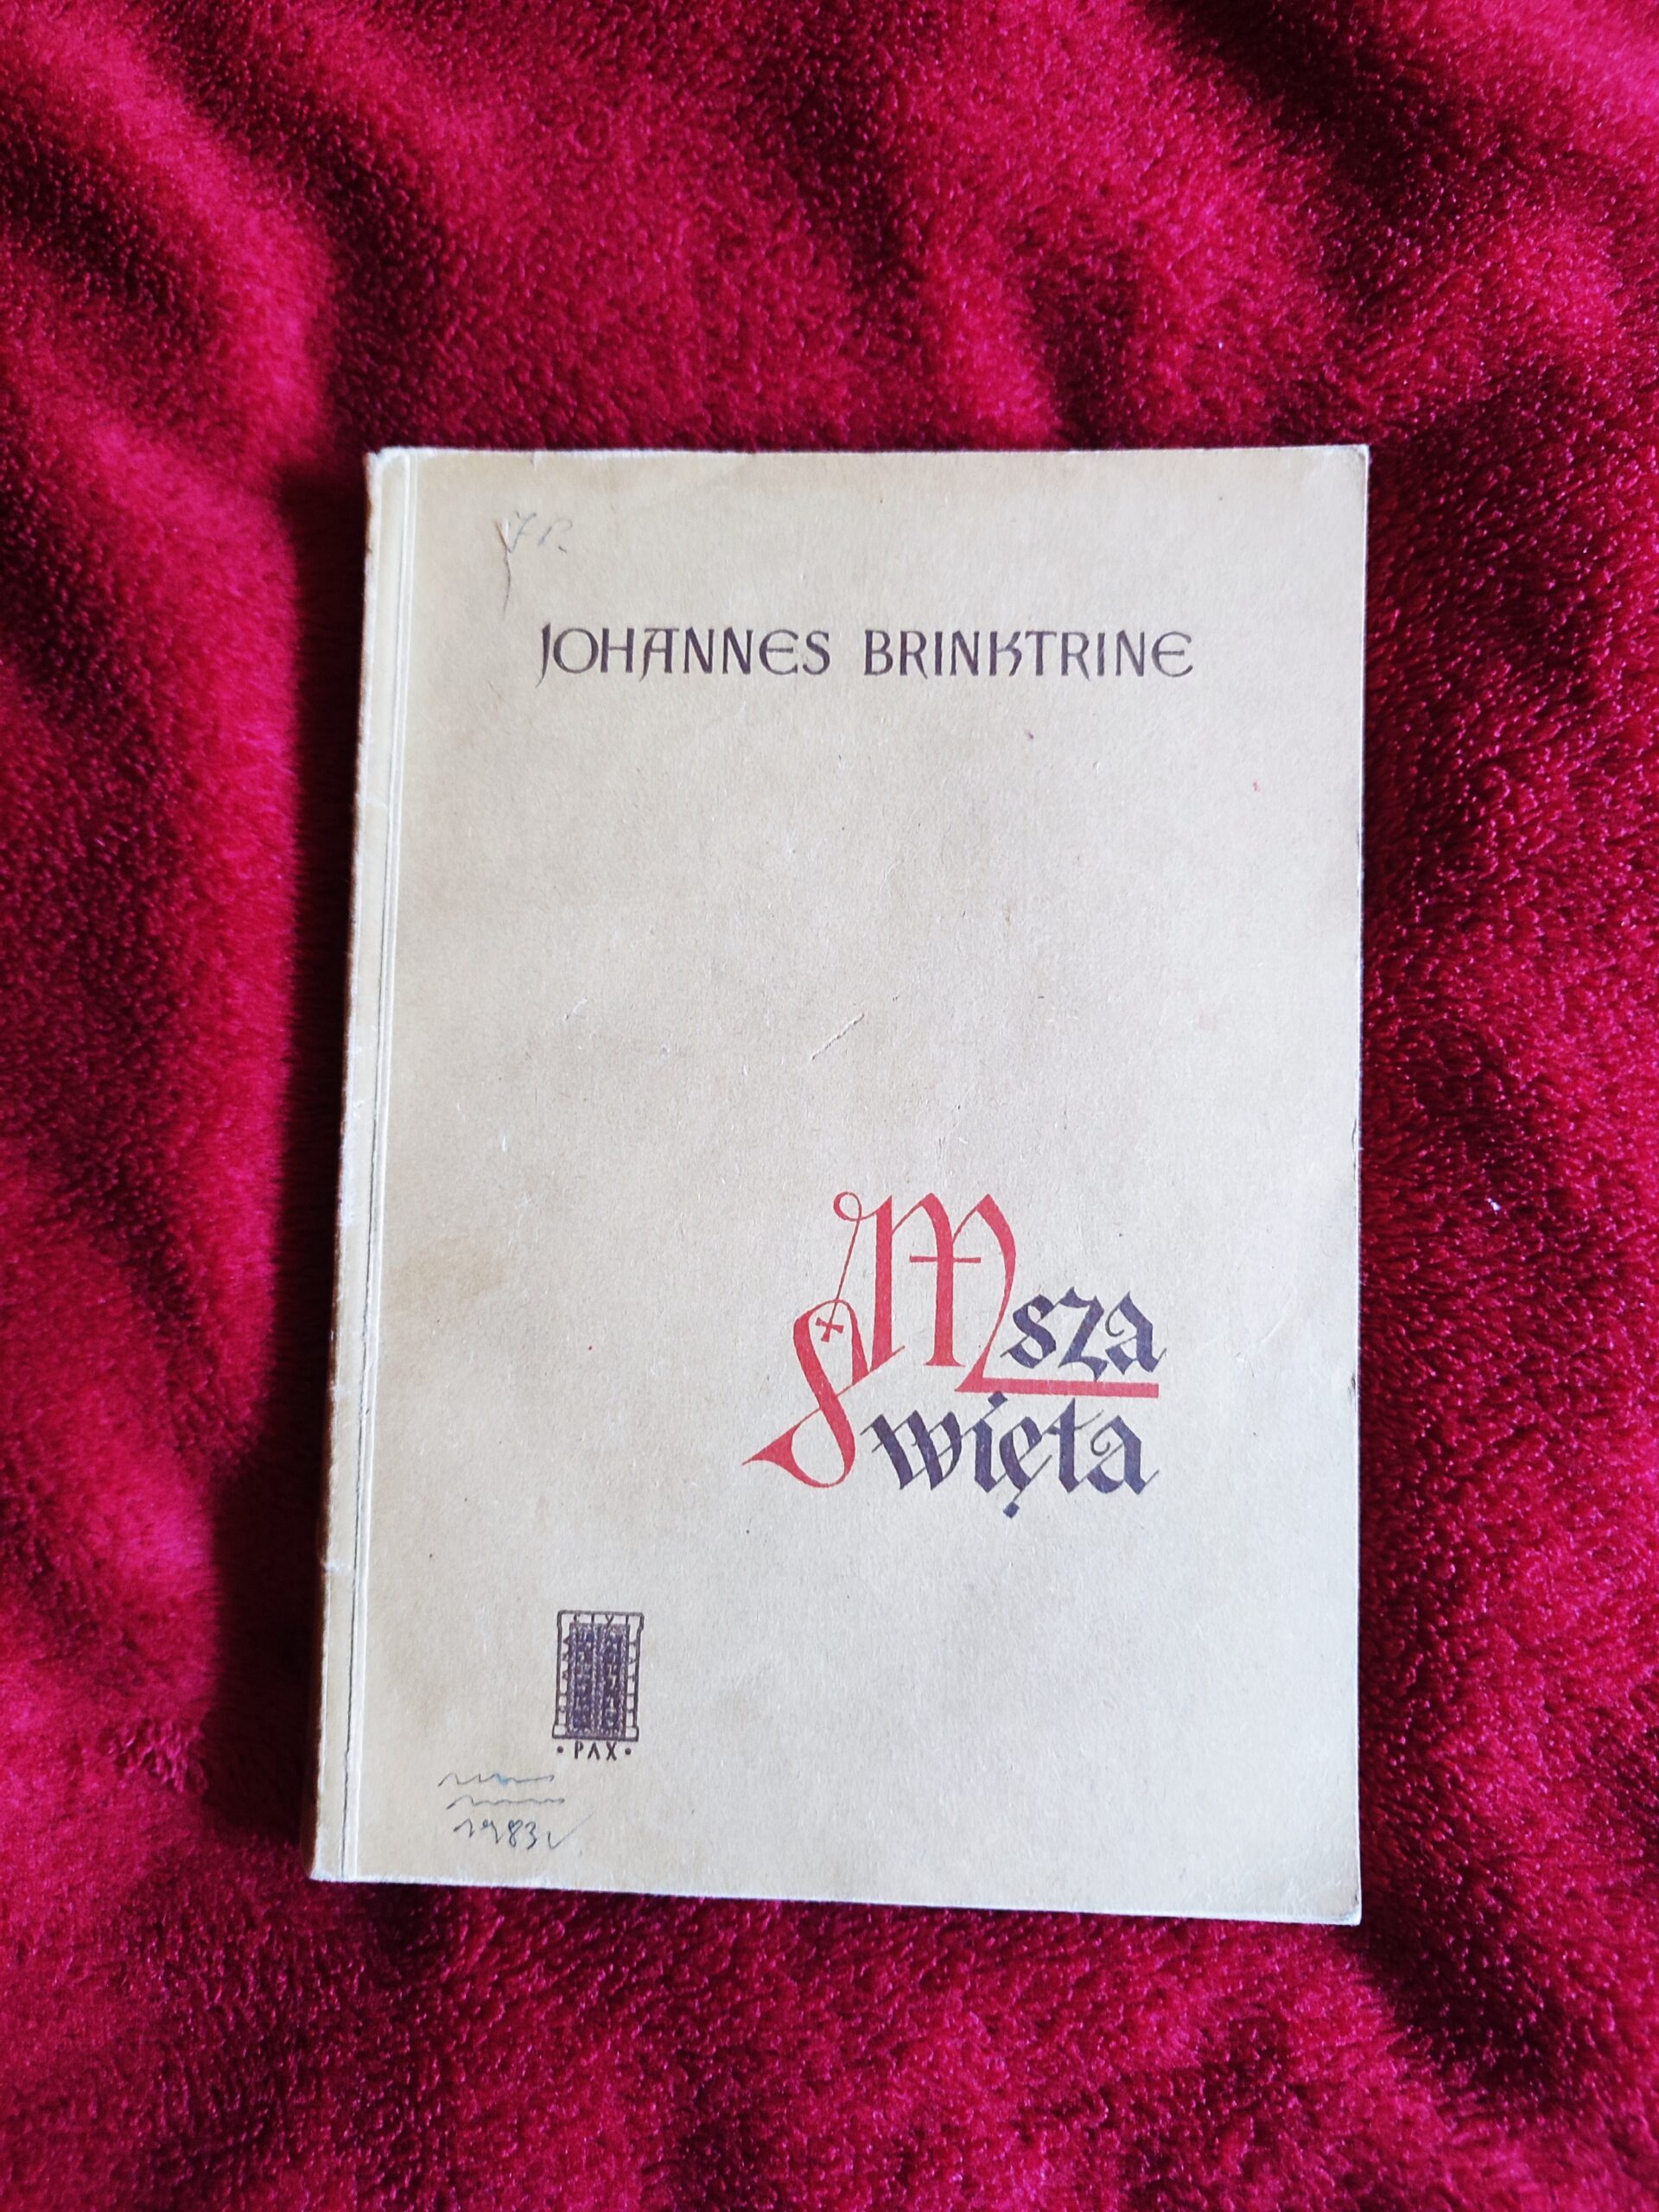 JOHANNES BRINKTRINE
Msza
Święta
• PAX •
1983